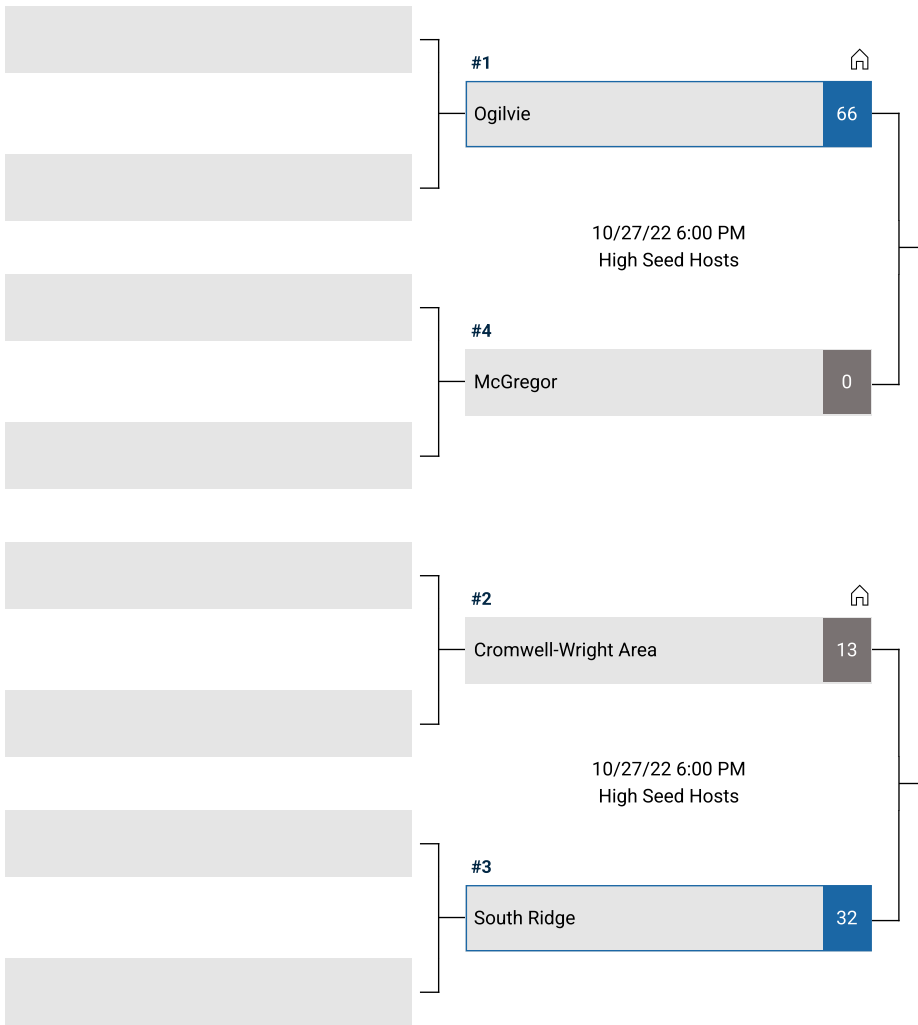 #1
Ogilvie 66
10/27/22 6:00 PM
High Seed Hosts
#4
McGregor 0
#2
Cromwell-Wright Area 13
10/27/22 6:00 PM
High Seed Hosts
#3
South Ridge 32